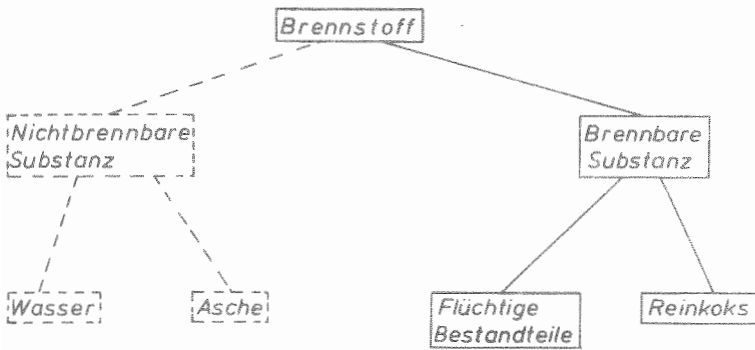 Brennstoff
Nichtbrennbare
Substanz
Brennbare
Substanz
Wasser
Asche
Flüchtige
Bestandteile
Reinkoks